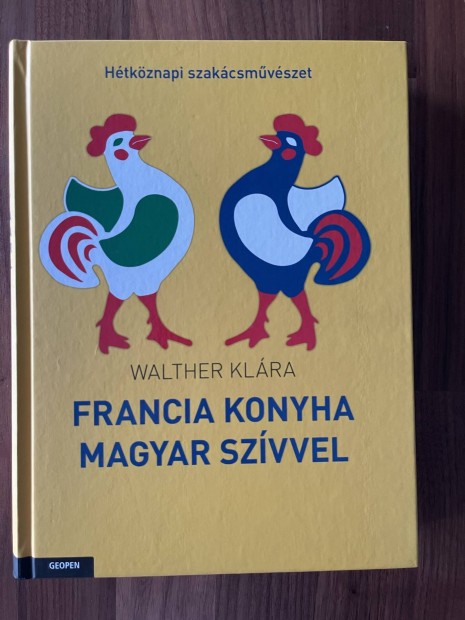 Hétköznapi szakácsművészet
WALTHER KLÁRA
FRANCIA KONYHA
MAGYAR SZÍVVEL
GEOPEN